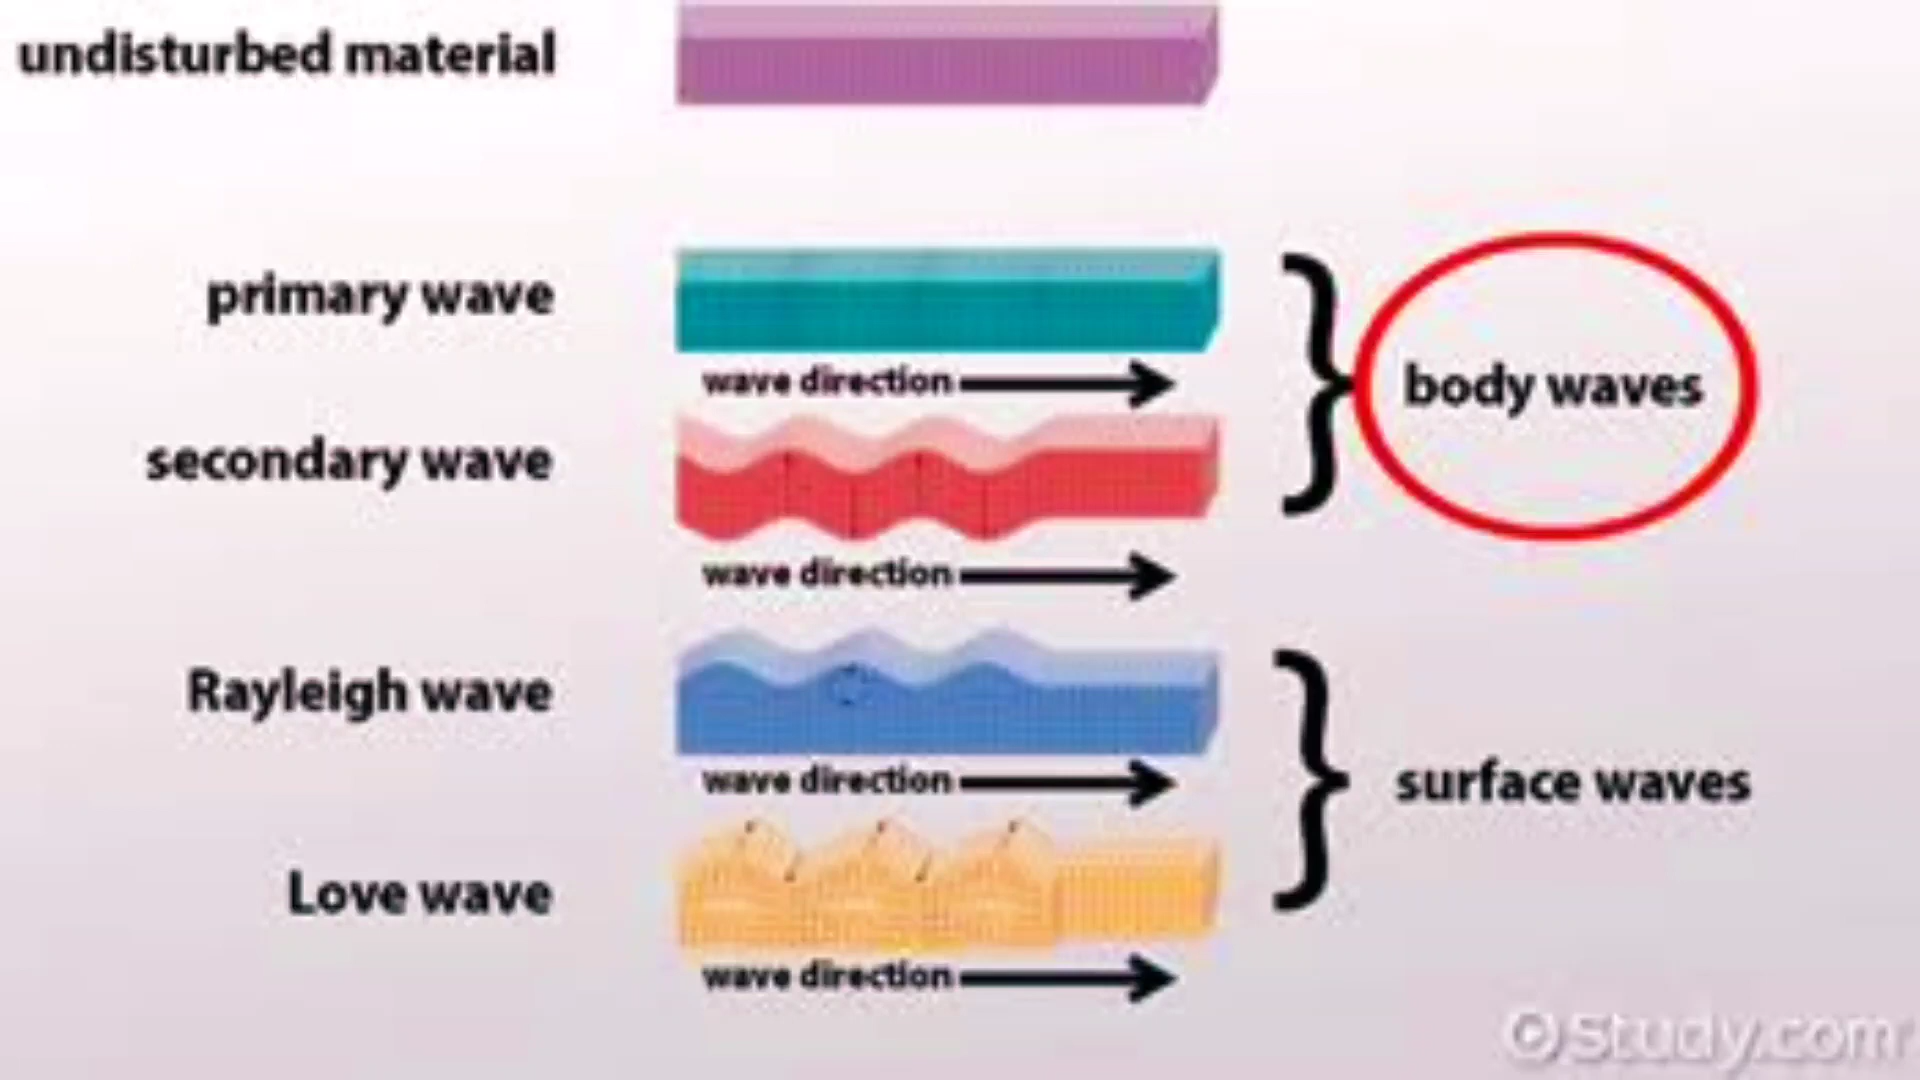 undisturbed material
primary wave
wave direction
body waves
secondary wave
wave direction
Rayleigh wave
wave direction
surface waves
Love wave
wave direction
Study.com